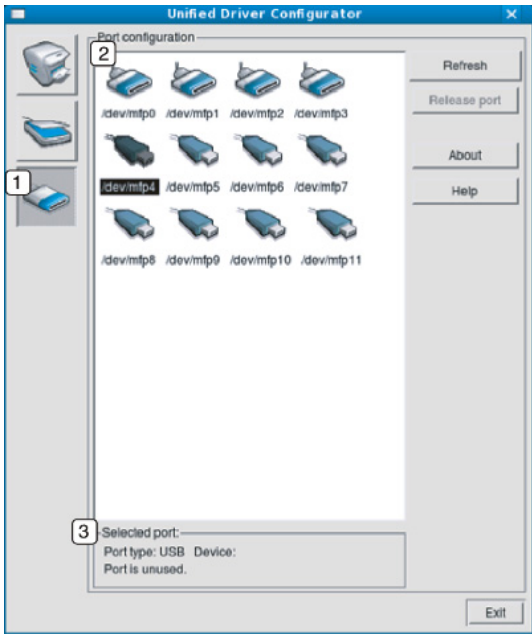 Unified Driver Configurator
Port configuration
2
/dev/mfp0 /dev/mfp1 /dev/mfp2 /dev/mfp3
/dev/mfp4 /dev/mfp5 /dev/mfp6 /dev/mfp7
/dev/mfp8 /dev/mfp9 /dev/mfp10 /dev/mfp11
1
Refresh
Release port
About
Help
3
Selected port:
Port type: USB Device:
Port is unused.
Exit